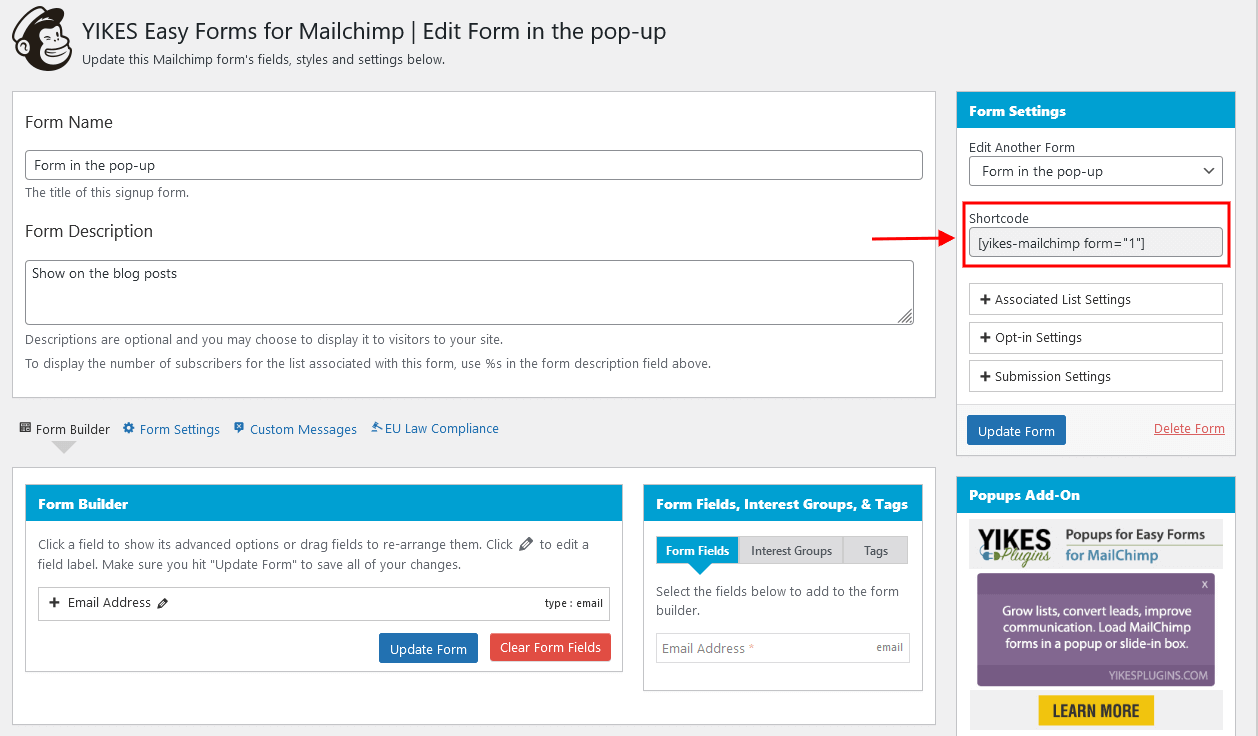 YIKES Easy Forms for Mailchimp | Edit Form in the pop-up
Update this Mailchimp form's fields, styles and settings below.
Form Name
Form in the pop-up
The title of this signup form.
Form Description
Show on the blog posts
Descriptions are optional and you may choose to display it to visitors to your site.
To display the number of subscribers for the list associated with this form, use %s in the form description field above.
Form Settings
Edit Another Form
Form in the pop-up
Shortcode
[yikes-mailchimp form="1"]
Associated List Settings
Opt-in Settings
Submission Settings
Update Form
Delete Form
Form Builder
Form Settings
Custom Messages
EU Law Compliance
Form Builder
Click a field to show its advanced options or drag fields to re-arrange them. Click to edit a
field label. Make sure you hit "Update Form" to save all of your changes.
Email Address
type : email
Update Form
Clear Form Fields
Form Fields, Interest Groups, & Tags
Form Fields
Interest Groups
Tags
Select the fields below to add to the form
builder.
Email Address *
email
Popups Add-On
YIKES
Plugins
Popups for Easy Forms
for MailChimp
x
Grow lists, convert leads, improve
communication. Load MailChimp
forms in a popup or slide-in box.
YIKESPLUGINS.COM
LEARN MORE